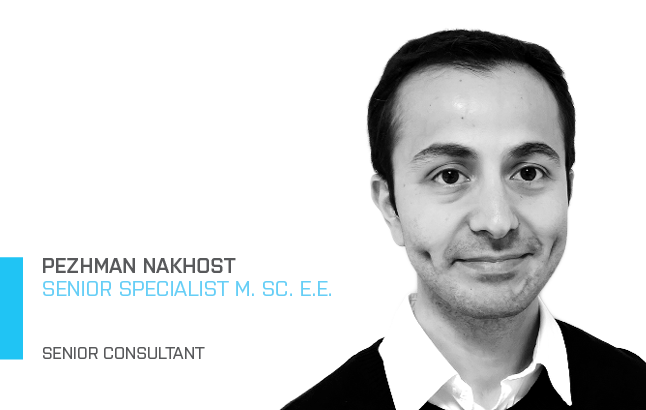 PEZHMAN NAKHOST
SENIOR SPECIALIST M. SC. E.E.
SENIOR CONSULTANT